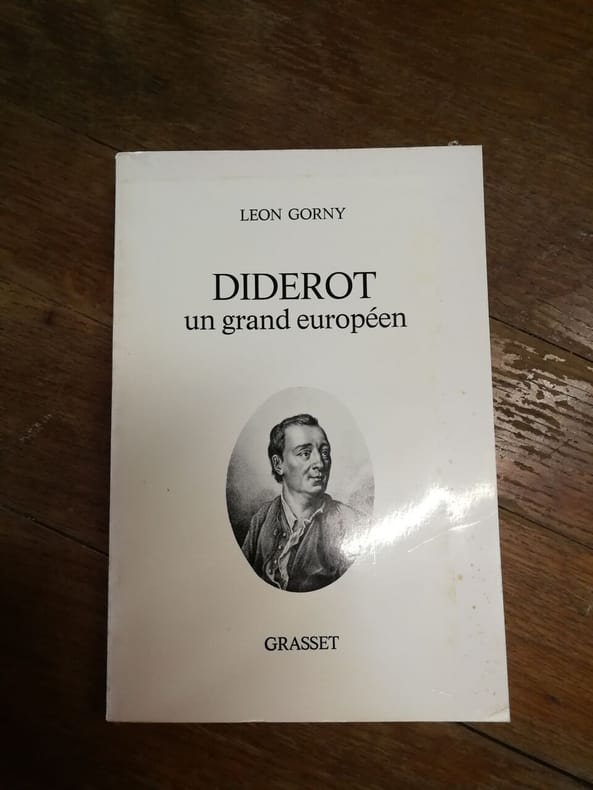 LEON GORNY
DIDEROT
un grand européen
GRASSET